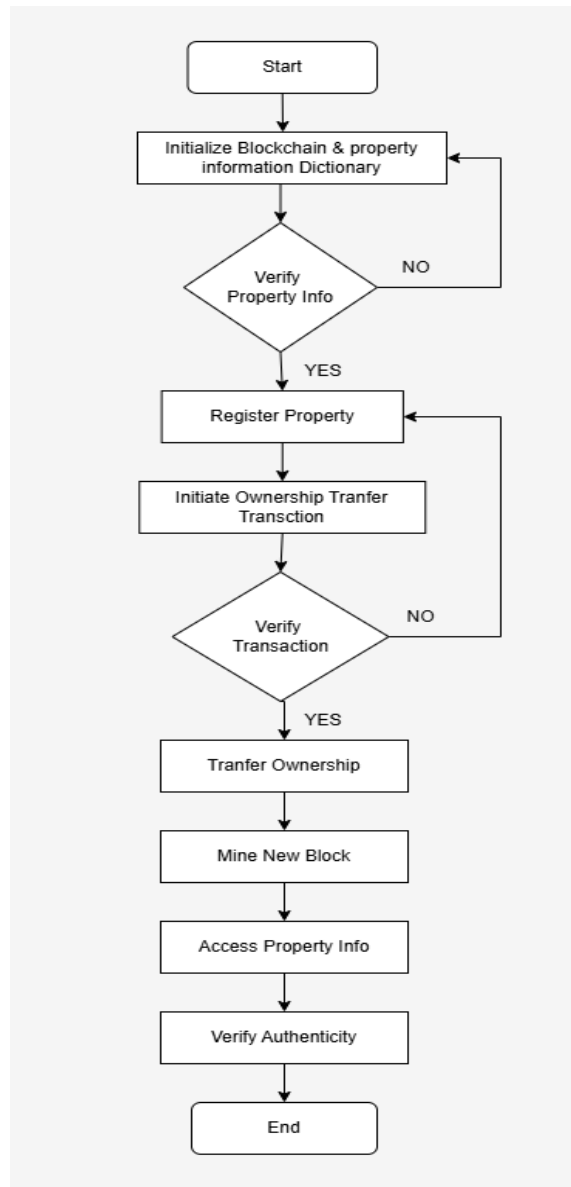 Start
Initialize Blockchain & property
information Dictionary
Verify
Property Info
NO
YES
Register Property
Initiate Ownership Tranfer
Transction
Verify
Transaction
NO
YES
Tranfer Ownership
Mine New Block
Access Property Info
Verify Authenticity
End